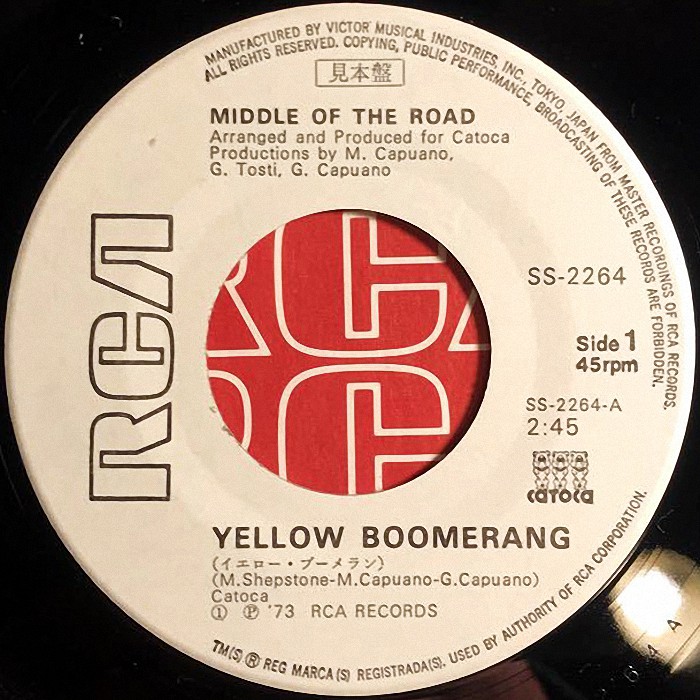 MANUFACTURED BY VICTOR MUSICAL INDUSTRIES, INC., TOKYO, JAPAN FROM MASTER RECORDINGS OF RCA RECORDS.
ALL RIGHTS RESERVED. COPYING, PUBLIC PERFORMANCE, BROADCASTING OF THESE RECORDS ARE FORBIDDEN.
見本盤
MIDDLE OF THE ROAD
Arranged and Produced for Catoca
Productions by M. Capuano,
G. Tosti, G. Capuano
RCA
SS-2264
Side 1
45rpm
SS-2264-A
2:45
catoca
YELLOW BOOMERANG
(イエロー・ブーメラン)
(M.Shepstone-M.Capuano-G.Capuano)
Catoca
① Ⓟ '73 RCA RECORDS
TM(S) ® REG MARCA(S) REGISTRADA(S). USED BY AUTHORITY OF RCA CORPORATION.